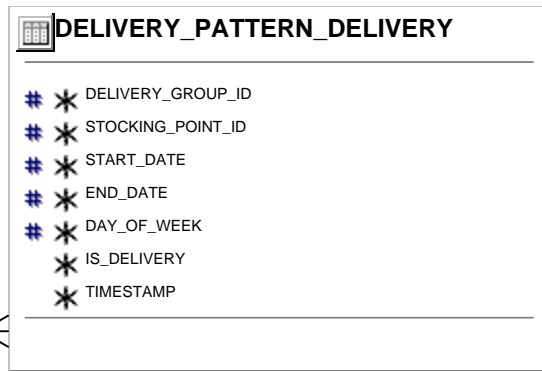 DELIVERY_PATTERN_DELIVERY
# * DELIVERY_GROUP_ID
# * STOCKING_POINT_ID
# * START_DATE
# * END_DATE
# * DAY_OF_WEEK
* IS_DELIVERY
* TIMESTAMP